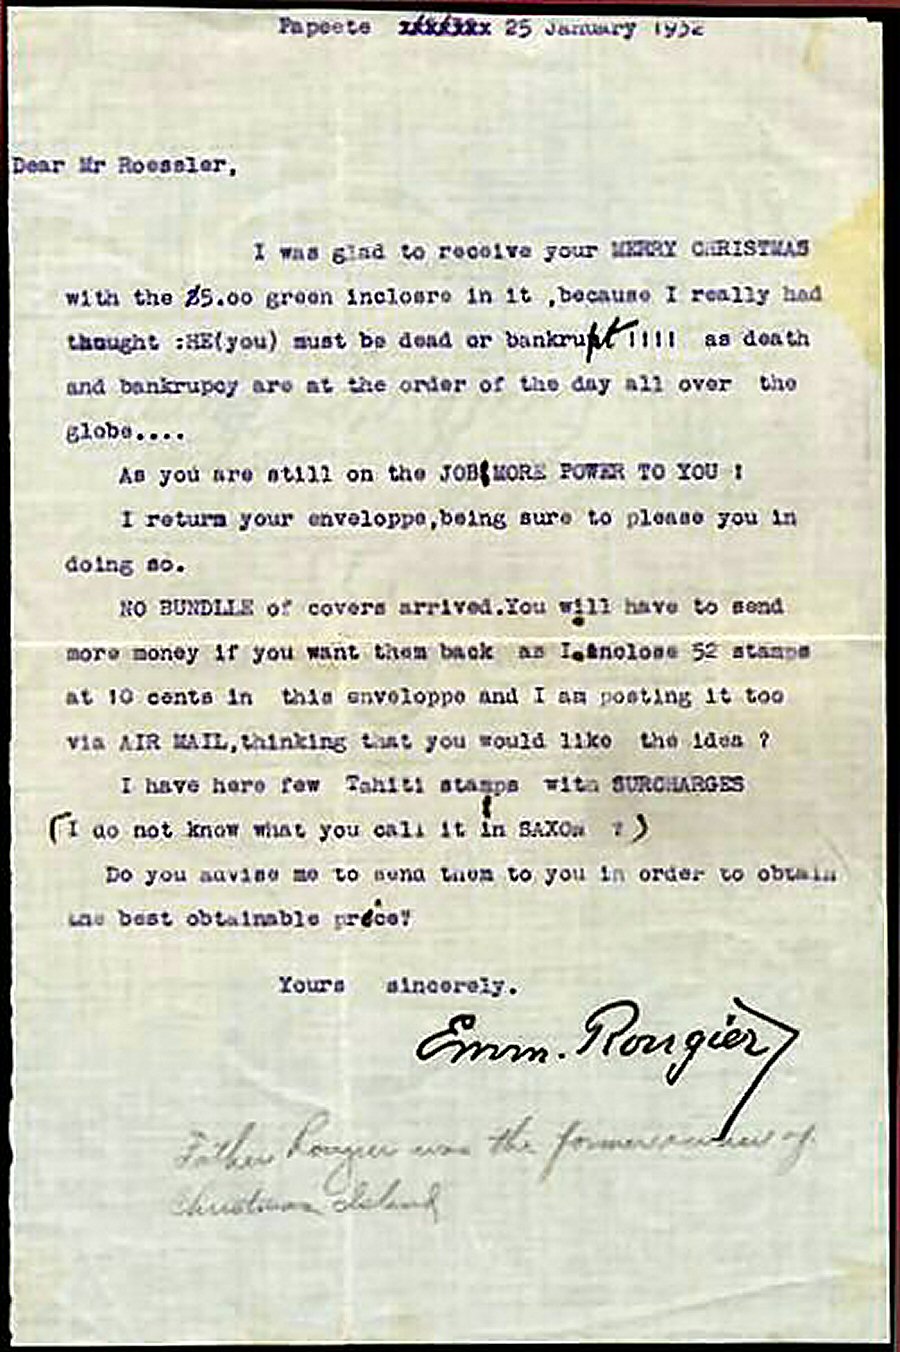 Papeete xxxxxxx 25 January 1932
Dear Mr Roessler,
I was glad to receive your MERRY CHRISTMAS
with the $5.oo green inclosre in it ,because I really had
thought :HE(you) must be dead or bankrupt !!!! as death
and bankrupcy are at the order of the day all over the
globe....
As you are still on the JOB(MORE POWER TO YOU !
I return your enveloppe,being sure to please you in
doing so.
NO BUNDLLE of covers arrived.You will have to send
more money if you want them back as I.inclose 52 stamps
at 10 cents in this enveloppe and I am posting it too
via AIR MAIL,thinking that you would like the idea ?
I have here few Tahiti stamps with SURCHARGES
(I do not know what you call it in SAXON ? )
Do you advise me to send them to you in order to obtain
the best obtainable price?
Yours sincerely.
Emm. Rougier
Father Rougier was the former owner of
Christmas Island